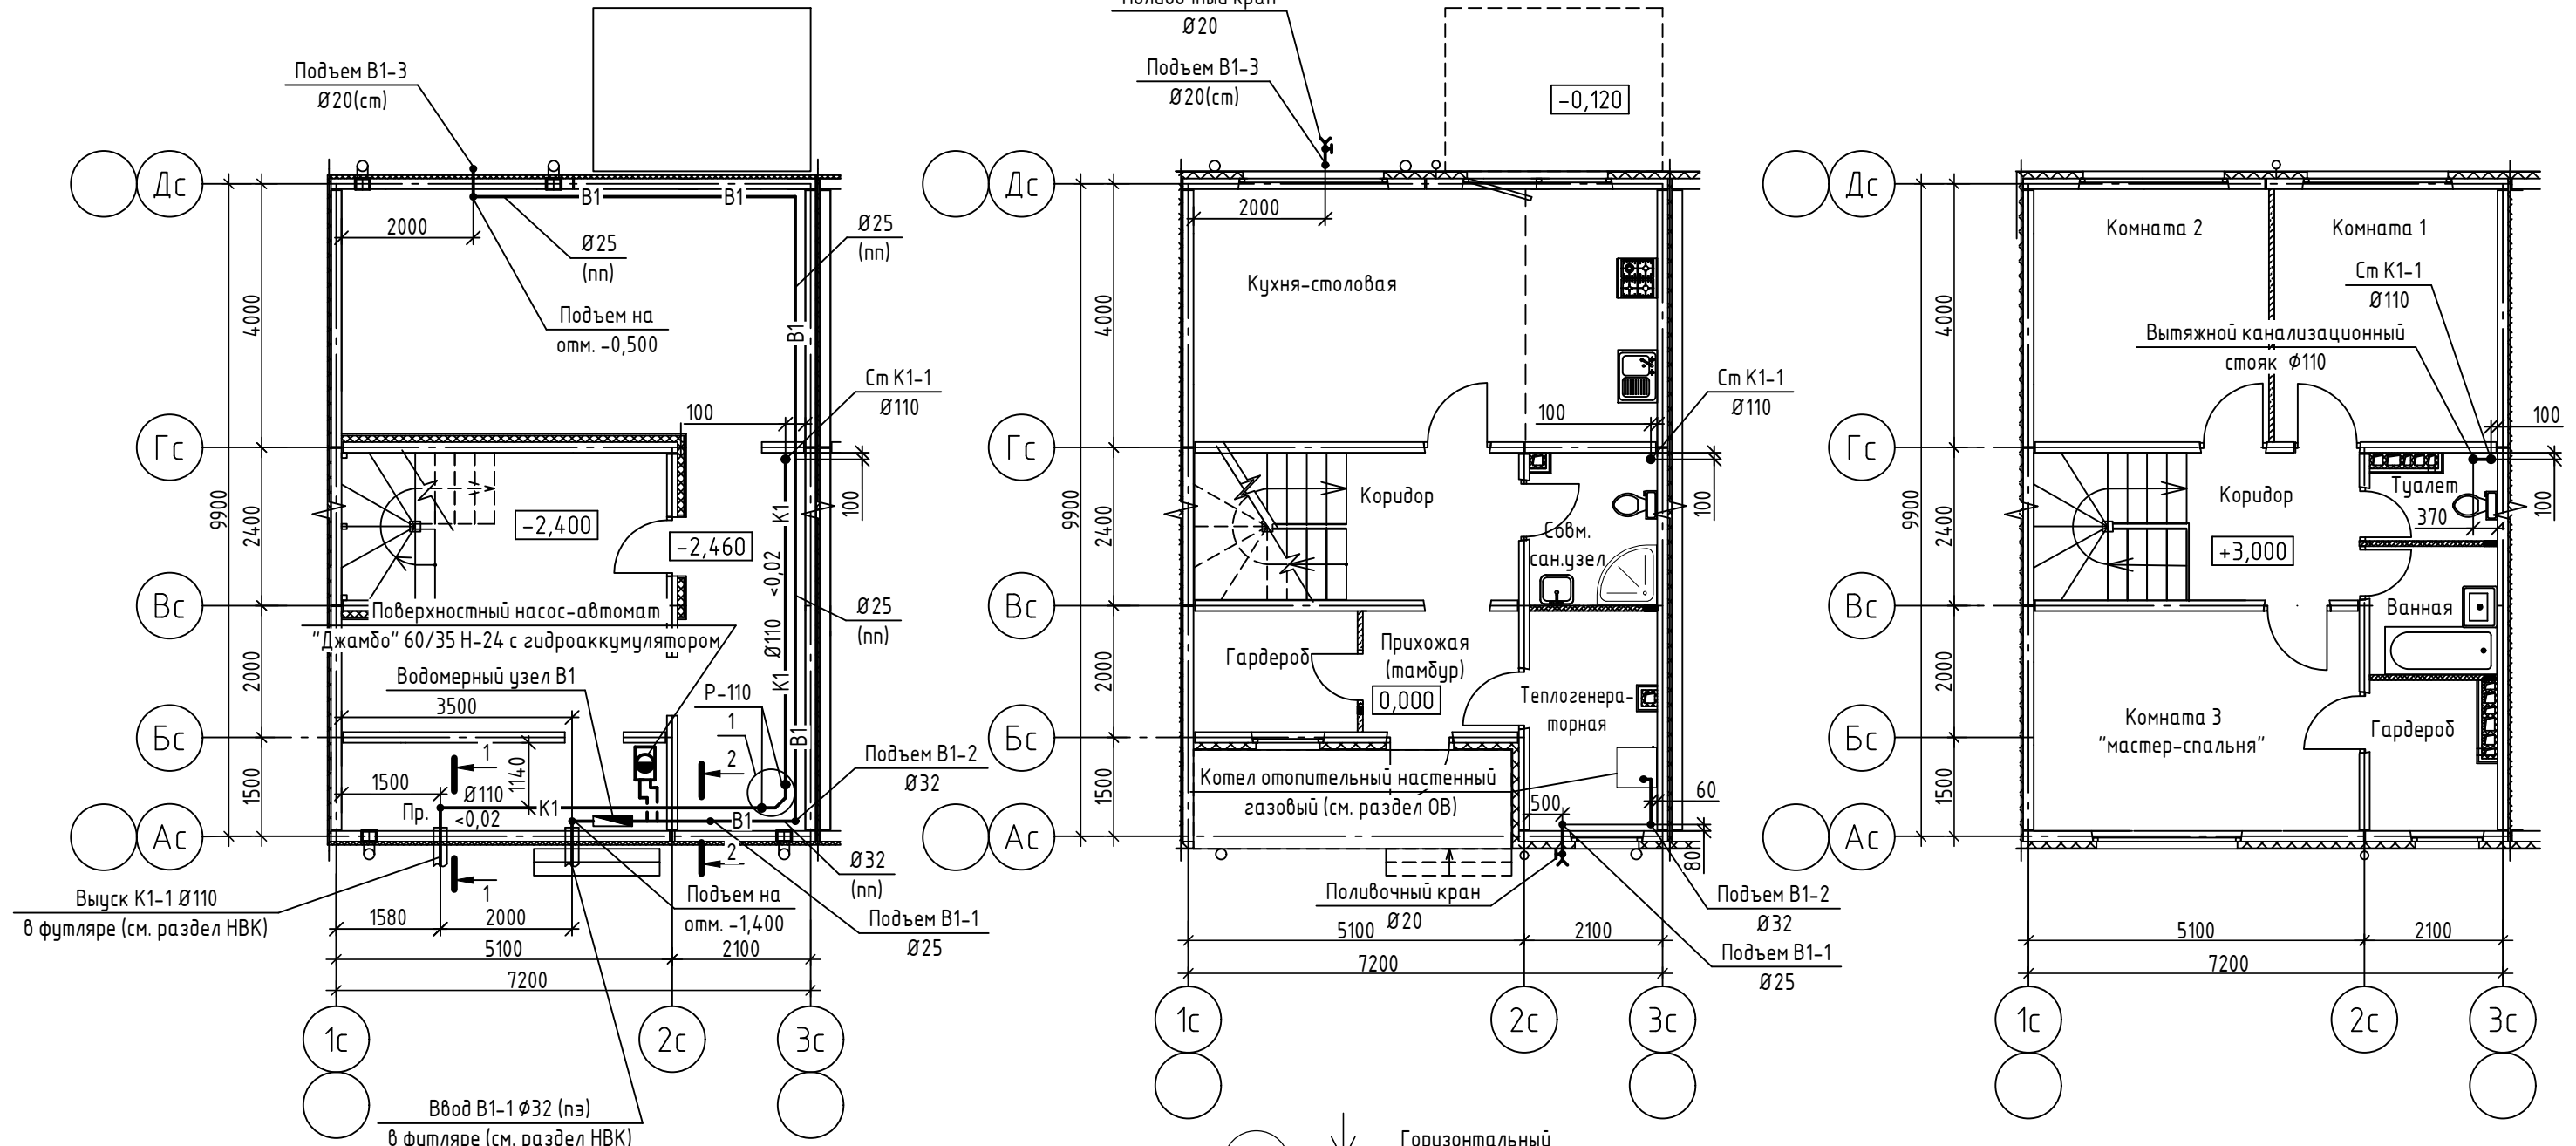 Подъем В1-3
Ø20(ст)
Дс
Гс
Вс
Бс
Ас
9900
4000
2400
2000
1500
2000
В1
В1
Ø25
(пп)
Ø25
(пп)
Подъем на
отм. -0,500
В1
Ст К1-1
Ø110
100
100
К1
-2,400
-2,460
<0,02
Ø110
К1
Ø25
(пп)
Поверхностный насос-автомат
"Джамбо" 60/35 Н-24 с гидроаккумулятором
Водомерный узел В1
3500
Р-110
1
В1
1
1140
2
1500
Ø110
Пр.
<0,02
К1
В1
Подъем В1-2
Ø32
2
1
Ø32
(пп)
Выуск К1-1 Ø110
в футляре (см. раздел НВК)
Подъем на
отм. -1,400
Подъем В1-1
Ø25
1580
2000
5100
2100
7200
1с
2с
3с
Ввод В1-1 Ø32 (пэ)
в футляре (см. раздел НВК)
Поливочный кран
Ø20
Подъем В1-3
Ø20(ст)
-0,120
Дс
Гс
Вс
Бс
Ас
9900
4000
2400
2000
1500
2000
Кухня-столовая
Ст К1-1
Ø110
100
100
Коридор
Совм.
сан.узел
Гардероб
Прихожая
(тамбур)
0,000
Теплогенера-
торная
Котел отопительный настенный
газовый (см. раздел ОВ)
500
60
80
Поливочный кран
Ø20
Подъем В1-2
Ø32
Подъем В1-1
Ø25
5100
2100
7200
1с
2с
3с
Горизонтальный
Дс
Гс
Вс
Бс
Ас
9900
4000
2400
2000
1500
Комната 2
Комната 1
Ст К1-1
Ø110
Вытяжной канализационный
стояк Ø110
100
100
Коридор
Туалет
370
+3,000
Ванная
Комната 3
"мастер-спальня"
Гардероб
5100
2100
7200
1с
2с
3с